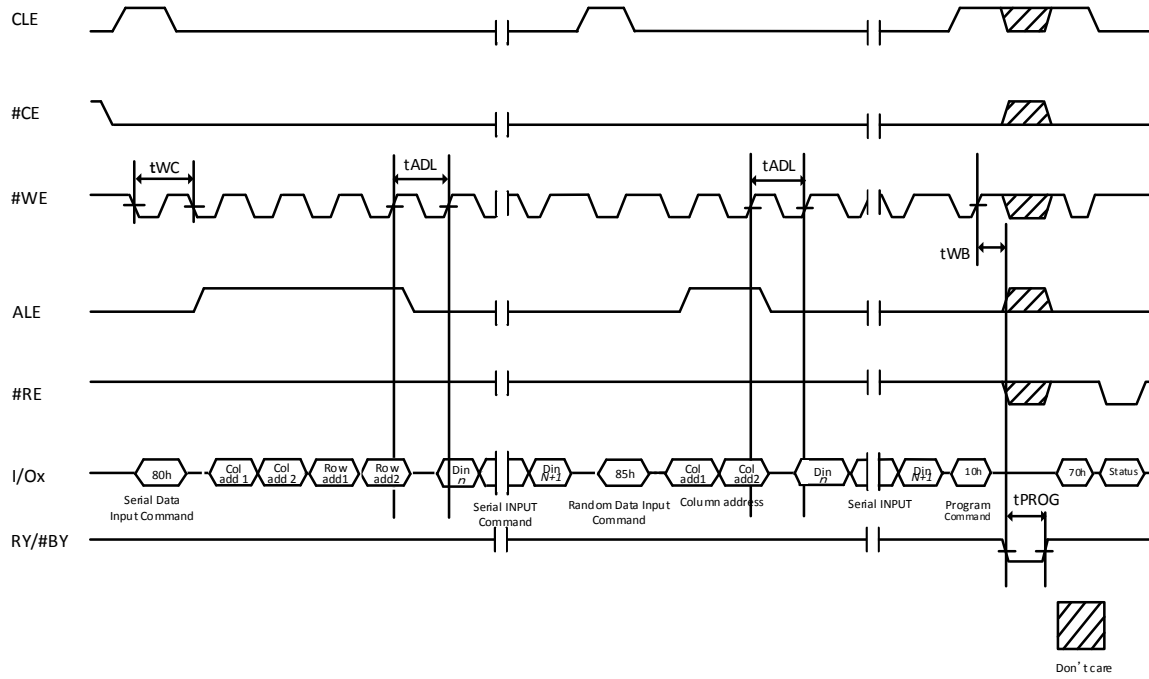 CLE
#CE
tWC
tADL
tADL
#WE
tWB
ALE
#RE
I/Ox
80h
Col
add 1
Col
add 2
Row
add1
Row
add2
Din
n
Din
N+1
85h
Col
add1
Col
add2
Din
n
Din
N+1
10h
70h
Status
Serial Data
Input Command
Serial INPUT
Command
Random Data Input
Command
Column address
Serial INPUT
Program
Command
tPROG
RY/#BY
Don't care